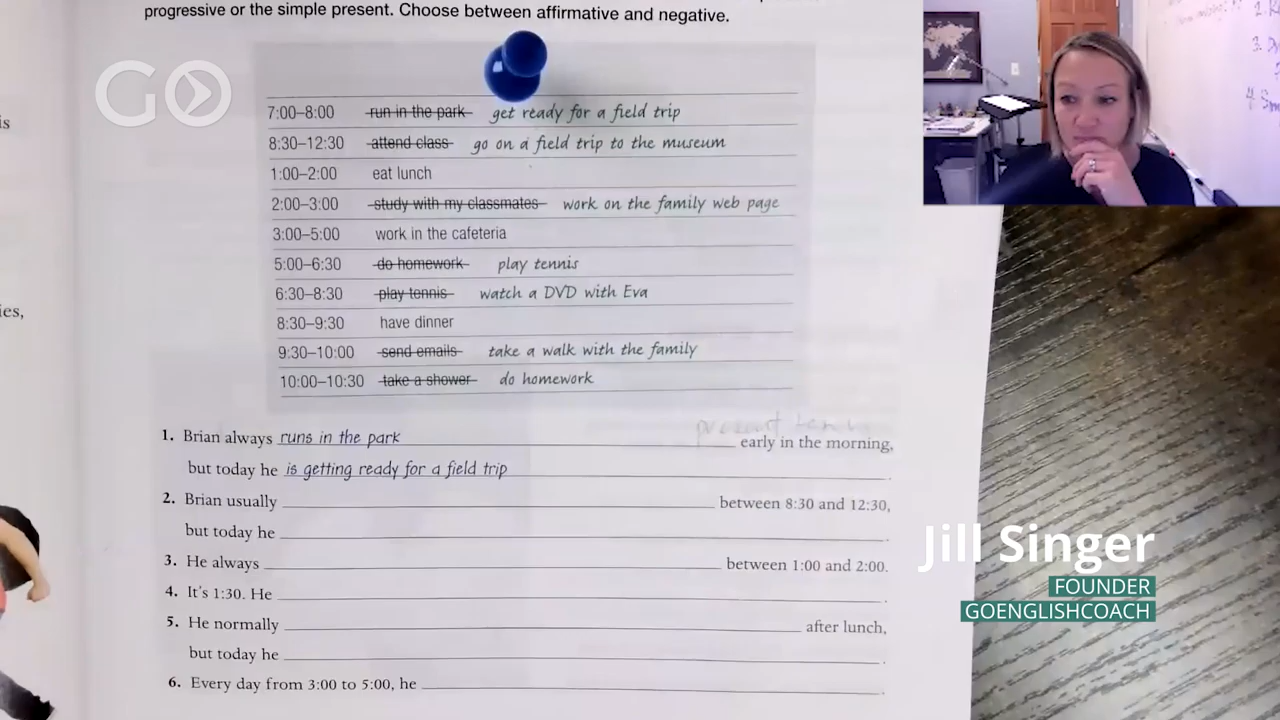 progressive or the simple present. Choose between affirmative and negative.
GO
is
ies,
7:00–8:00 run in the park get ready for a field trip
8:30–12:30 attend class go on a field trip to the museum
1:00–2:00 eat lunch
2:00–3:00 study with my classmates work on the family web page
3:00–5:00 work in the cafeteria
5:00–6:30 do homework play tennis
6:30–8:30 play tennis watch a DVD with Eva
8:30–9:30 have dinner
9:30–10:00 send emails take a walk with the family
10:00–10:30 take a shower do homework
present
1. Brian always runs in the park early in the morning,
but today he is getting ready for a field trip.
2. Brian usually between 8:30 and 12:30,
but today he .
3. He always between 1:00 and 2:00.
4. It's 1:30. He .
5. He normally after lunch,
but today he .
6. Every day from 3:00 to 5:00, he .
Jill Singer
FOUNDER
GOENGLISHCOACH